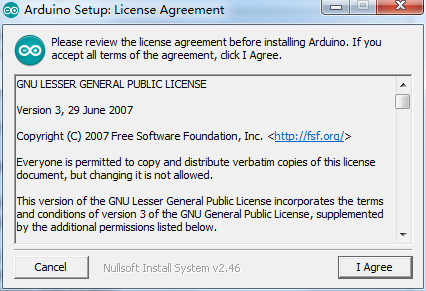 Arduino Setup: License Agreement
Please review the license agreement before installing Arduino. If you
accept all terms of the agreement, click I Agree.
GNU LESSER GENERAL PUBLIC LICENSE
Version 3, 29 June 2007
Copyright (C) 2007 Free Software Foundation, Inc. <http://fsf.org/>
Everyone is permitted to copy and distribute verbatim copies of this license
document, but changing it is not allowed.
This version of the GNU Lesser General Public License incorporates the terms
and conditions of version 3 of the GNU General Public License, supplemented
by the additional permissions listed below.
Cancel
Nullsoft Install System v2.46
I Agree